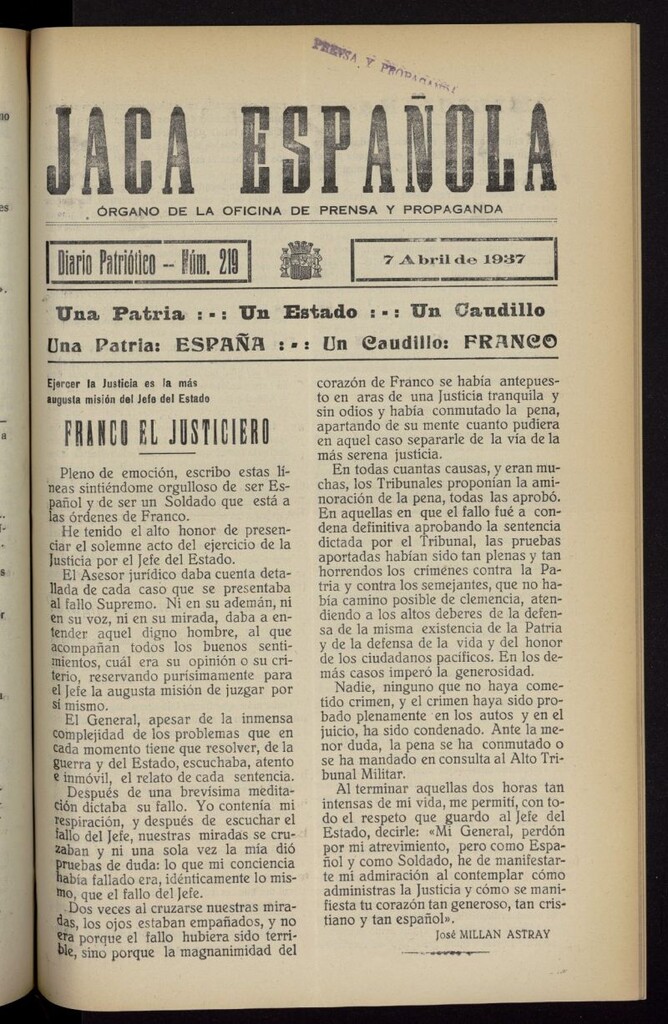 PRENSA Y PROPAGANDA
JACA ESPAÑOLA
ÓRGANO DE LA OFICINA DE PRENSA Y PROPAGANDA
Diario Patriótico -- Núm. 219
7 Abril de 1937
Una Patria :-: Un Estado :-: Un Caudillo
Una Patria: ESPAÑA :-: Un Caudillo: FRANCO
Ejercer la Justicia es la más
augusta misión del Jefe del Estado
FRANCO EL JUSTICIERO
Pleno de emoción, escribo estas lí-
neas sintiéndome orgulloso de ser Es-
pañol y de ser un Soldado que está a
las órdenes de Franco.
He tenido el alto honor de presen-
ciar el solemne acto del ejercicio de la
Justicia por el Jefe del Estado.
El Asesor jurídico daba cuenta deta-
llada de cada caso que se presentaba
al fallo Supremo. Ni en su ademán, ni
en su voz, ni en su mirada, daba a en-
tender aquel digno hombre, al que
acompañan todos los buenos senti-
mientos, cuál era su opinión o su cri-
terio, reservando purísimamente para
el Jefe la augusta misión de juzgar por
sí mismo.
El General, apesar de la inmensa
complejidad de los problemas que en
cada momento tiene que resolver, de la
guerra y del Estado, escuchaba, atento
e inmóvil, el relato de cada sentencia.
Después de una brevísima medita-
ción dictaba su fallo. Yo contenía mi
respiración, y después de escuchar el
fallo del Jefe, nuestras miradas se cru-
zaban y ni una sola vez la mía dió
pruebas de duda: lo que mi conciencia
había fallado era, idénticamente lo mis-
mo, que el fallo del Jefe.
Dos veces al cruzarse nuestras mira-
das, los ojos estaban empañados, y no
era porque el fallo hubiera sido terri-
ble, sino porque la magnanimidad del
corazón de Franco se había antepues-
to en aras de una Justicia tranquila y
sin odios y había conmutado la pena,
apartando de su mente cuanto pudiera
en aquel caso separarle de la vía de la
más serena justicia.
En todas cuantas causas, y eran mu-
chas, los Tribunales proponían la ami-
noración de la pena, todas las aprobó.
En aquellas en que el fallo fué a con-
dena definitiva aprobando la sentencia
dictada por el Tribunal, las pruebas
aportadas habían sido tan plenas y tan
horrendos los crímenes contra la Pa-
tria y contra los semejantes, que no ha-
bía camino posible de clemencia, aten-
diendo a los altos deberes de la defen-
sa de la misma existencia de la Patria
y de la defensa de la vida y del honor
de los ciudadanos pacíficos. En los de-
más casos imperó la generosidad.
Nadie, ninguno que no haya come-
tido crimen, y el crimen haya sido pro-
bado plenamente en los autos y en el
juicio, ha sido condenado. Ante la me-
nor duda, la pena se ha conmutado o
se ha mandado en consulta al Alto Tri-
bunal Militar.
Al terminar aquellas dos horas tan
intensas de mi vida, me permití, con to-
do el respeto que guardo al Jefe del
Estado, decirle: «Mi General, perdón
por mi atrevimiento, pero como Espa-
ñol y como Soldado, he de manifestar-
te mi admiración al contemplar cómo
administras la Justicia y cómo se mani-
fiesta tu corazón tan generoso, tan cris-
tiano y tan español».
José MILLAN ASTRAY